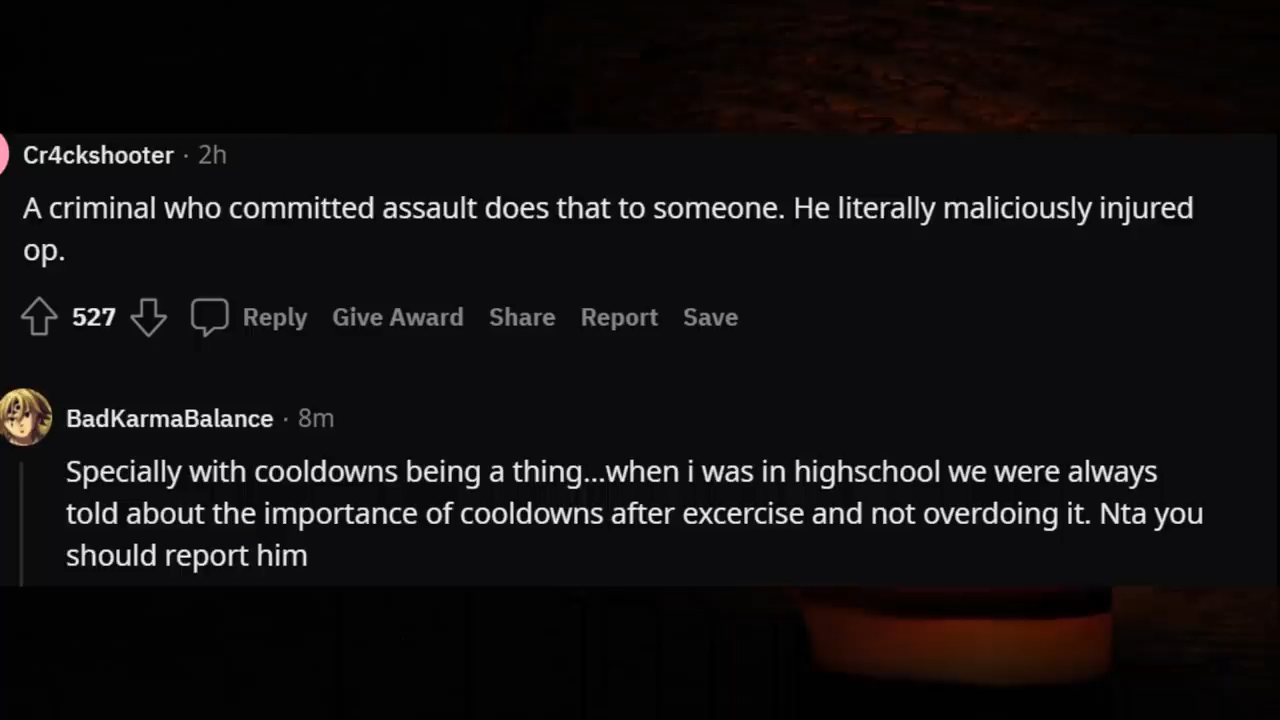 Cr4ckshooter · 2h
A criminal who committed assault does that to someone. He literally maliciously injured
op.
527 Reply Give Award Share Report Save
BadKarmaBalance · 8m
Specially with cooldowns being a thing...when i was in highschool we were always
told about the importance of cooldowns after excercise and not overdoing it. Nta you
should report him